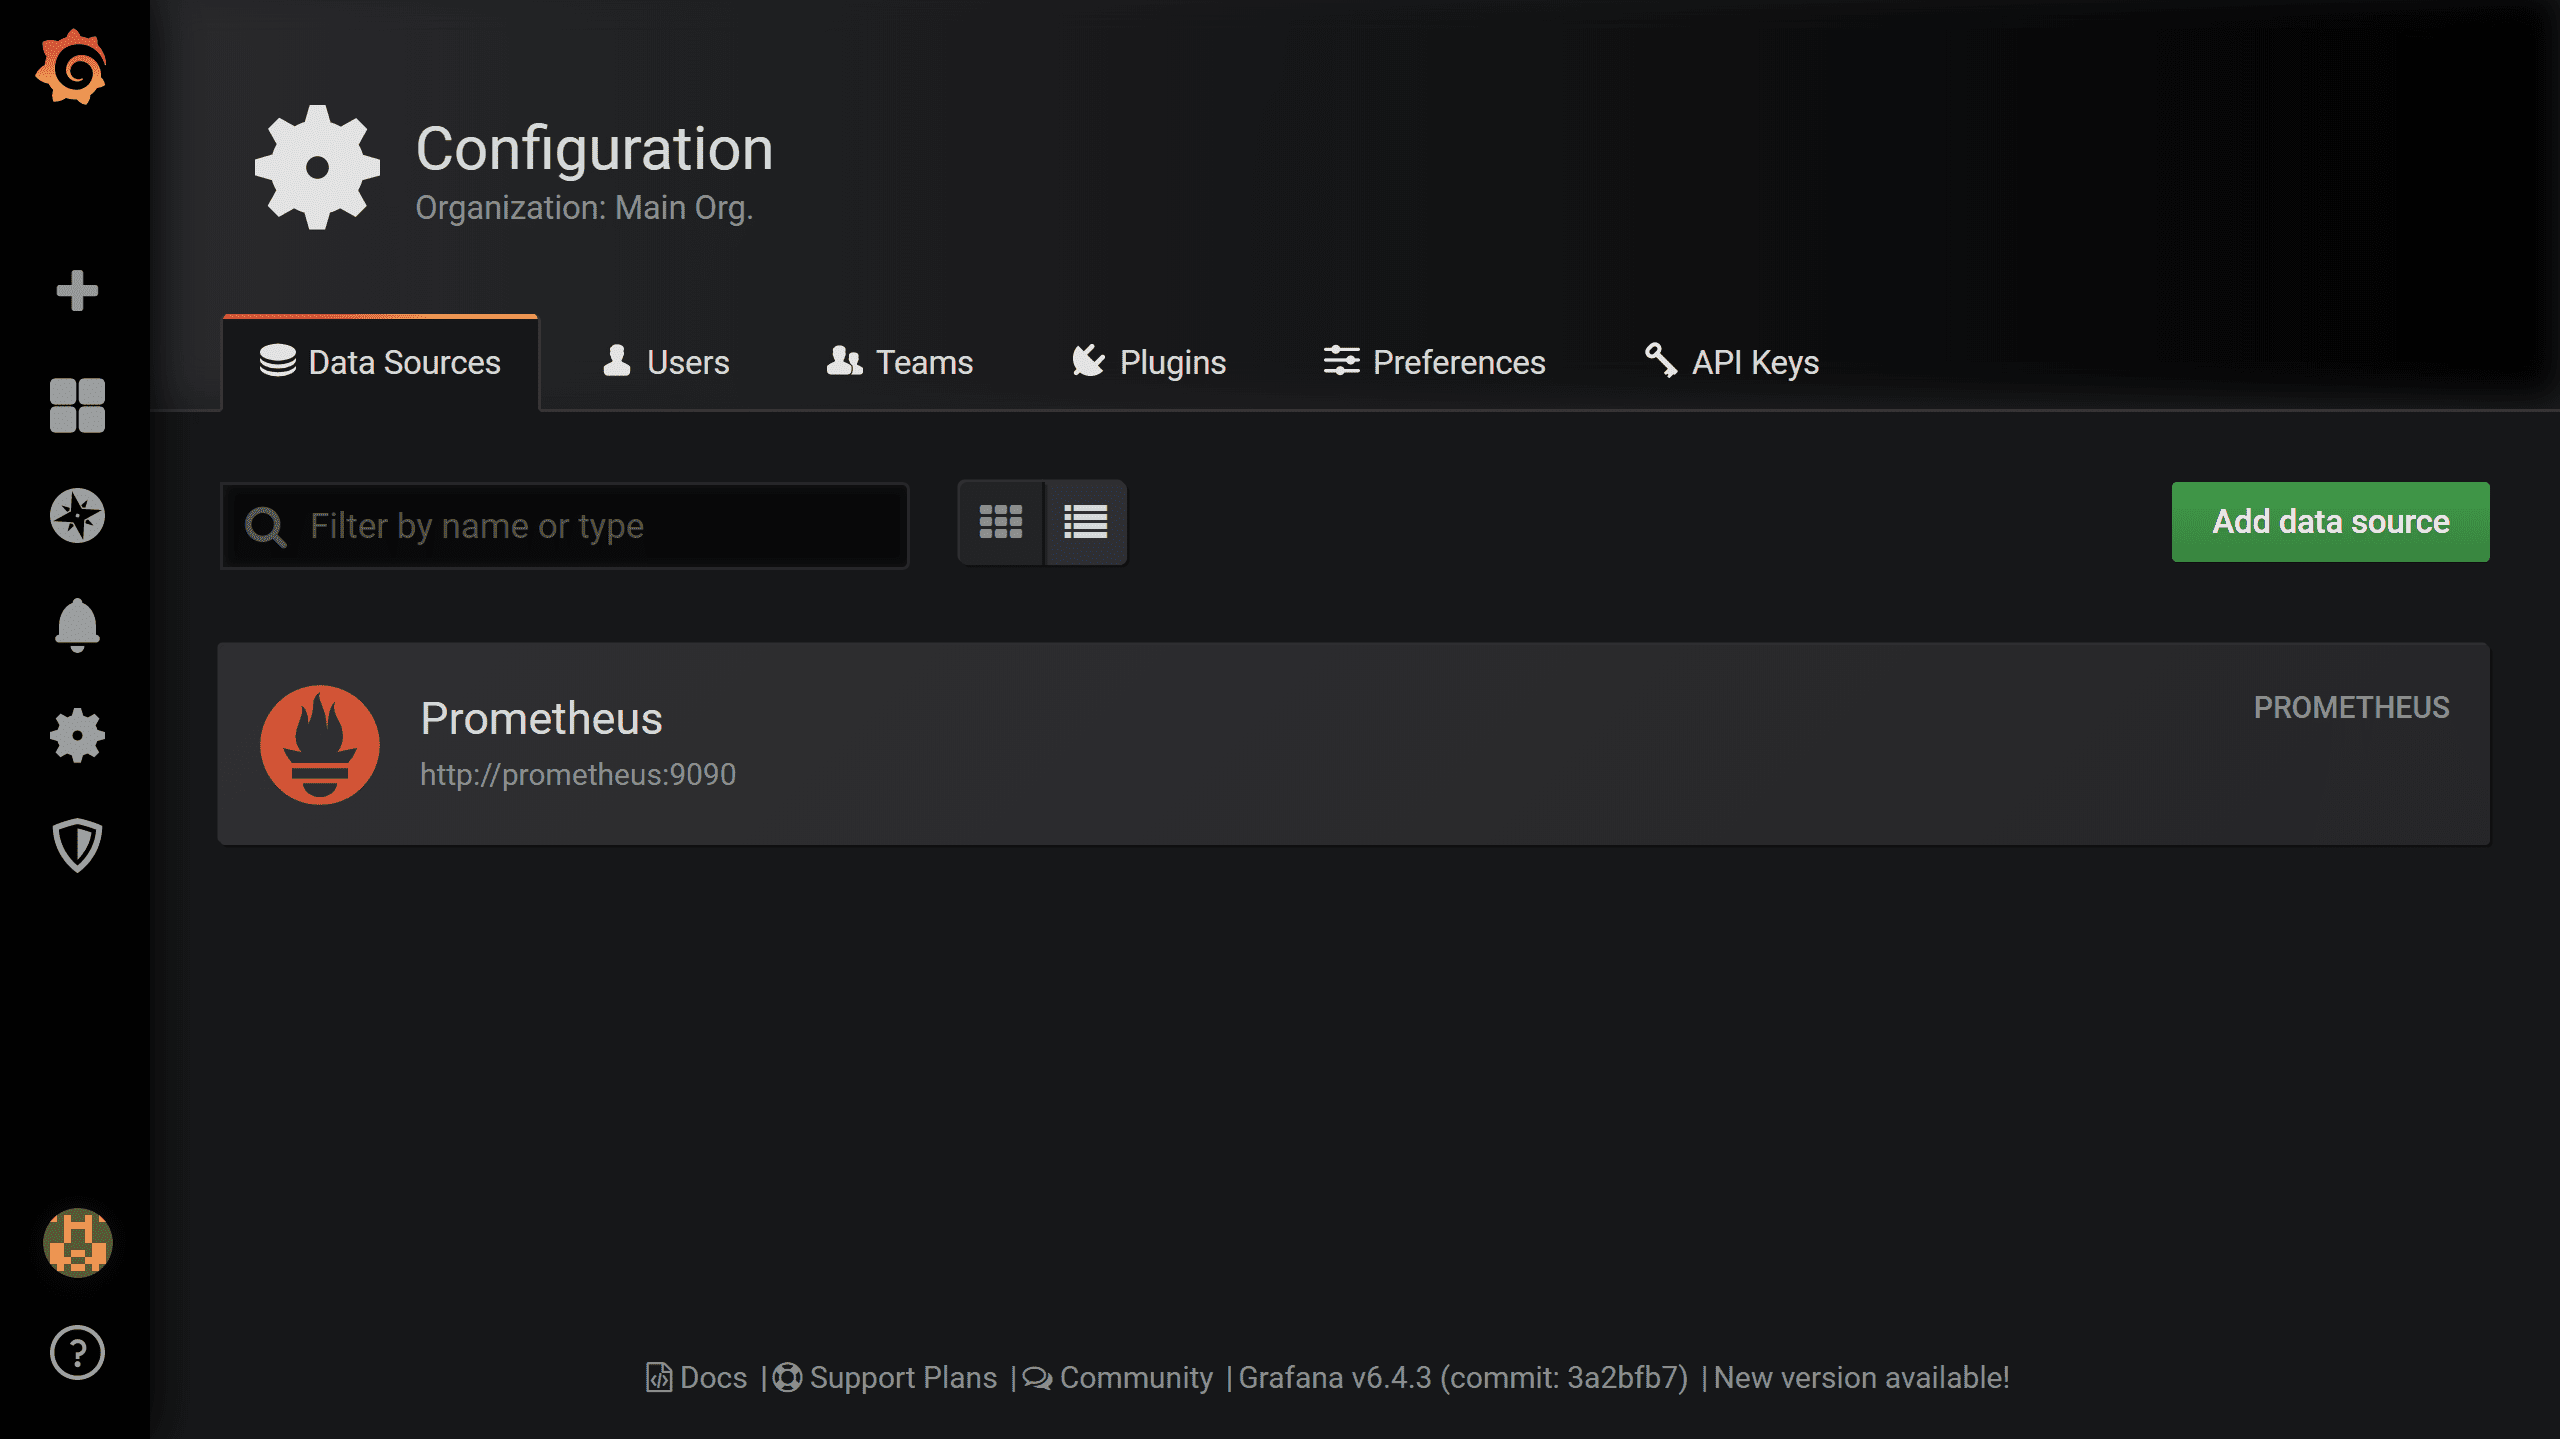 Configuration
Organization: Main Org.
Data Sources
Users
Teams
Plugins
Preferences
API Keys
Filter by name or type
Add data source
Prometheus
PROMETHEUS
http://prometheus:9090
Docs | Support Plans | Community | Grafana v6.4.3 (commit: 3a2bfb7) | New version available!